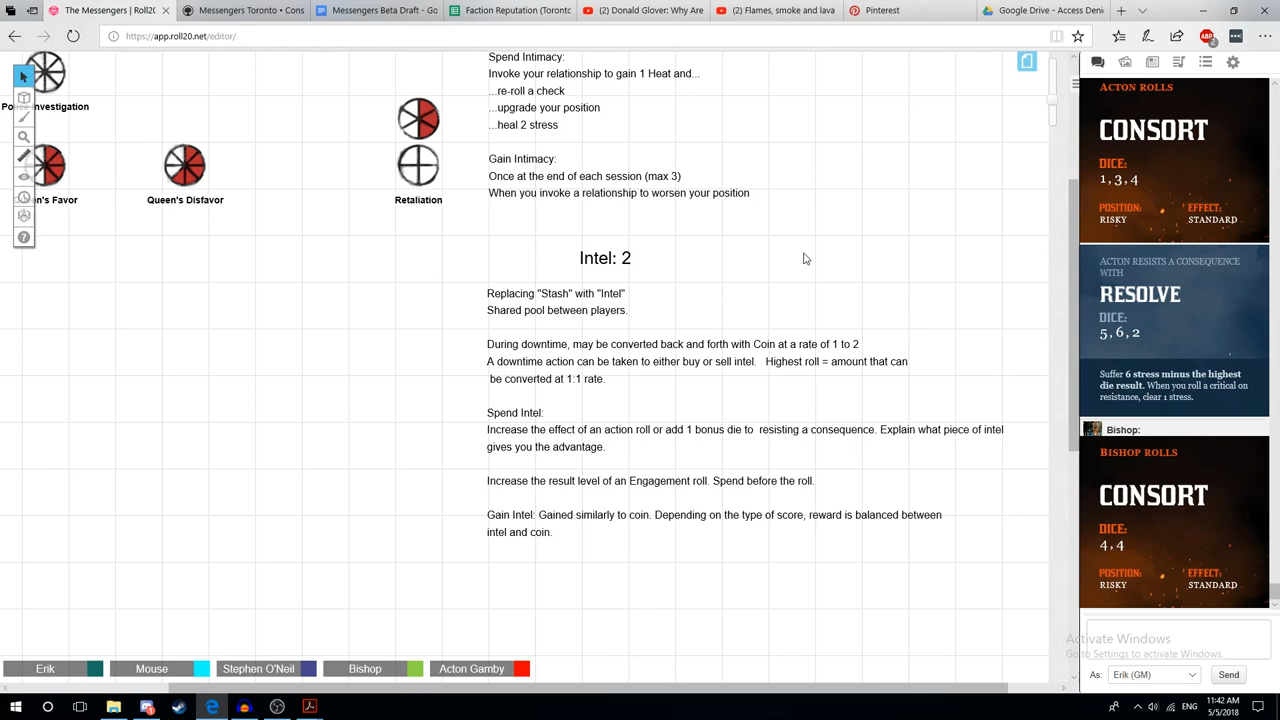 The Messengers | Roll20
Messengers Toronto • Cons
Messengers Beta Draft - Go
Faction Reputation (Toronto
(2) Donald Glover: Why Are
(2) Flames, smoke and lava
Pinterest
Google Drive - Access Deni
https://app.roll20.net/editor/
2
Queen's Disfavor
Retaliation
Spend Intimacy:
Invoke your relationship to gain 1 Heat and...
...re-roll a check
...upgrade your position
...heal 2 stress
Gain Intimacy:
Once at the end of each session (max 3)
When you invoke a relationship to worsen your position
Intel: 2
Replacing "Stash" with "Intel"
Shared pool between players.
During downtime, may be converted back and forth with Coin at a rate of 1 to 2
A downtime action can be taken to either buy or sell intel. Highest roll = amount that can
be converted at 1:1 rate.
Spend Intel:
Increase the effect of an action roll or add 1 bonus die to resisting a consequence. Explain what piece of intel
gives you the advantage.
Increase the result level of an Engagement roll. Spend before the roll.
Gain Intel: Gained similarly to coin. Depending on the type of score, reward is balanced between
intel and coin.
Erik
Mouse
Stephen O'Neil
Bishop
Acton Gamby
ACTON ROLLS
CONSORT
DICE:
1,3,4
POSITION: EFFECT:
RISKY STANDARD
ACTON RESISTS A CONSEQUENCE
WITH
RESOLVE
DICE:
5,6,2
Suffer 6 stress minus the highest
die result. When you roll a critical on
resistance, clear 1 stress.
Bishop:
BISHOP ROLLS
CONSORT
DICE:
4,4
POSITION: EFFECT:
RISKY STANDARD
Activate Windows
Go to Settings to activate Windows.
As: Erik (GM) Send
ENG
11:42 AM
5/5/2018